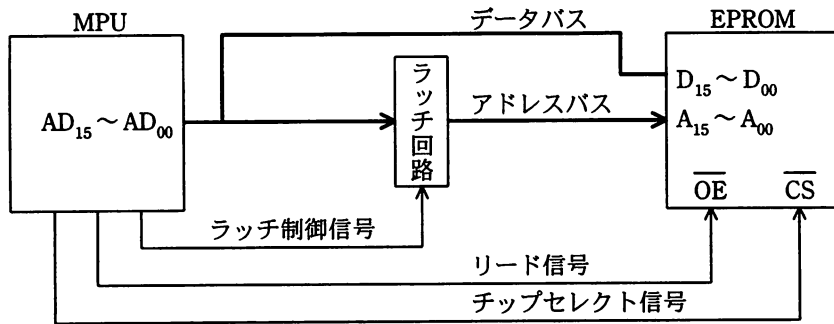 MPU
データバス
EPROM
AD₁₅～AD₀₀
ラッチ回路
アドレスバス
D₁₅～D₀₀
A₁₅～A₀₀
O̅E̅
C̅S̅
ラッチ制御信号
リード信号
チップセレクト信号